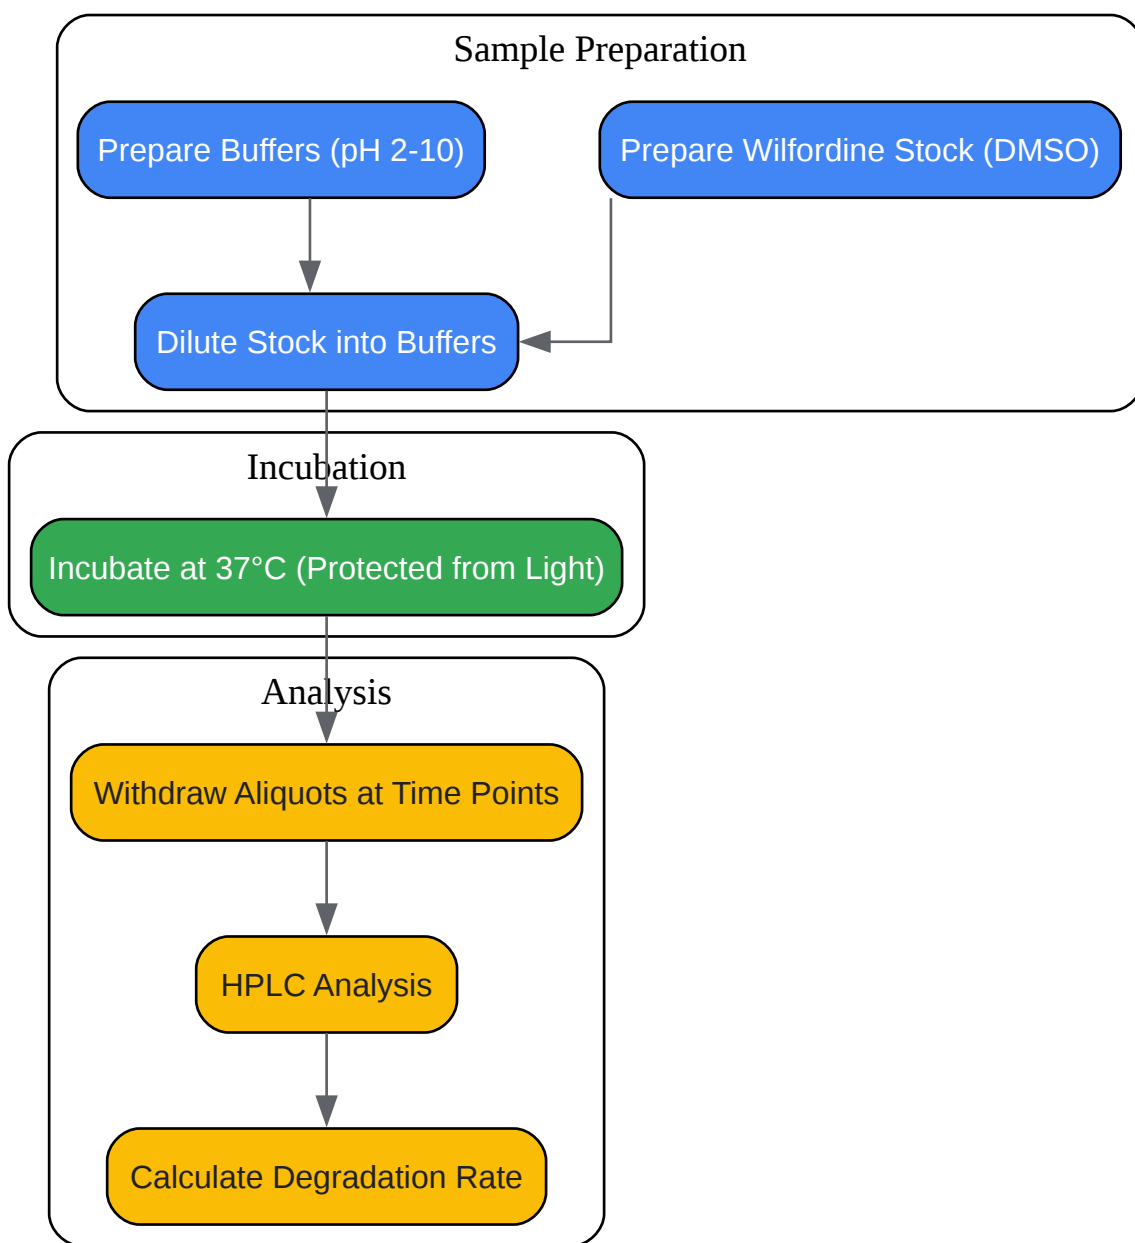 Sample Preparation
Prepare Buffers (pH 2-10)
Prepare Wilfordine Stock (DMSO)
Dilute Stock into Buffers
Incubation
Incubate at 37°C (Protected from Light)
Analysis
Withdraw Aliquots at Time Points
HPLC Analysis
Calculate Degradation Rate